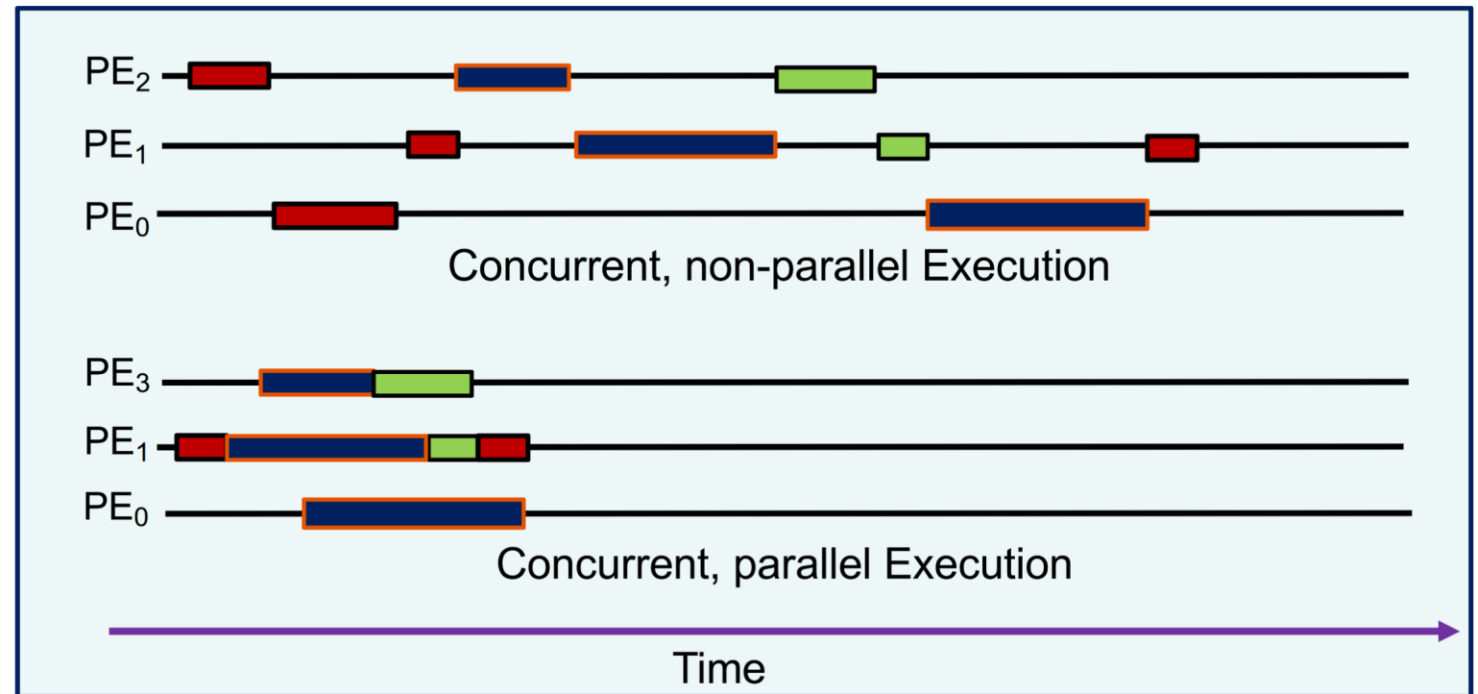 PE₂
PE₁
PE₀
Concurrent, non-parallel Execution
PE₃
PE₁
PE₀
Concurrent, parallel Execution
Time